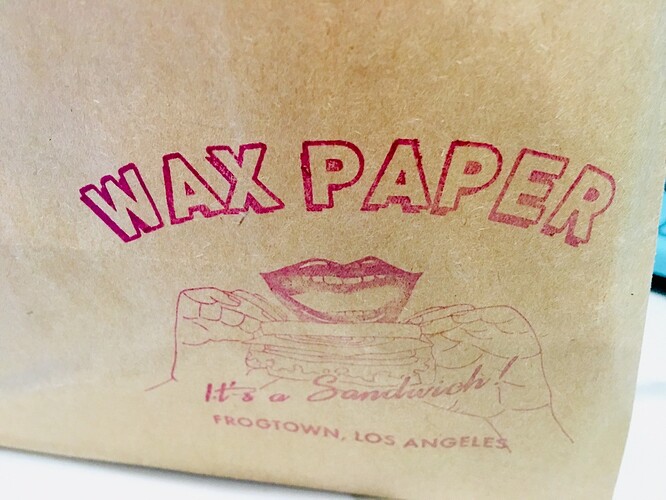 WAX PAPER
It's a Sandwich!
FROGTOWN, LOS ANGELES